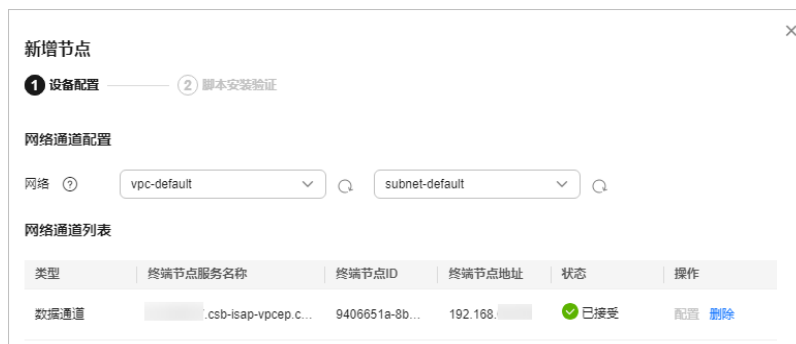 新增节点
1 设备配置 2 脚本安装验证
网络通道配置
网络 ? vpc-default subnet-default
网络通道列表
类型 终端节点服务名称 终端节点ID 终端节点地址 状态 操作
数据通道 .csb-isap-vpcep.c... 9406651a-8b... 192.168. 已接受 配置 删除